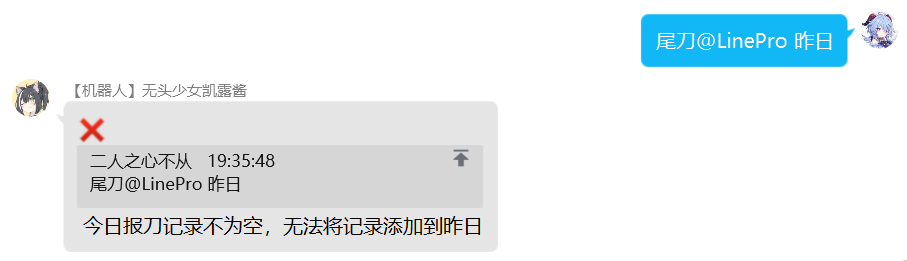 尾刀@LinePro 昨日
【机器人】无头少女凯露酱
二人之心不从 19:35:48
尾刀@LinePro 昨日
今日报刀记录不为空，无法将记录添加到昨日